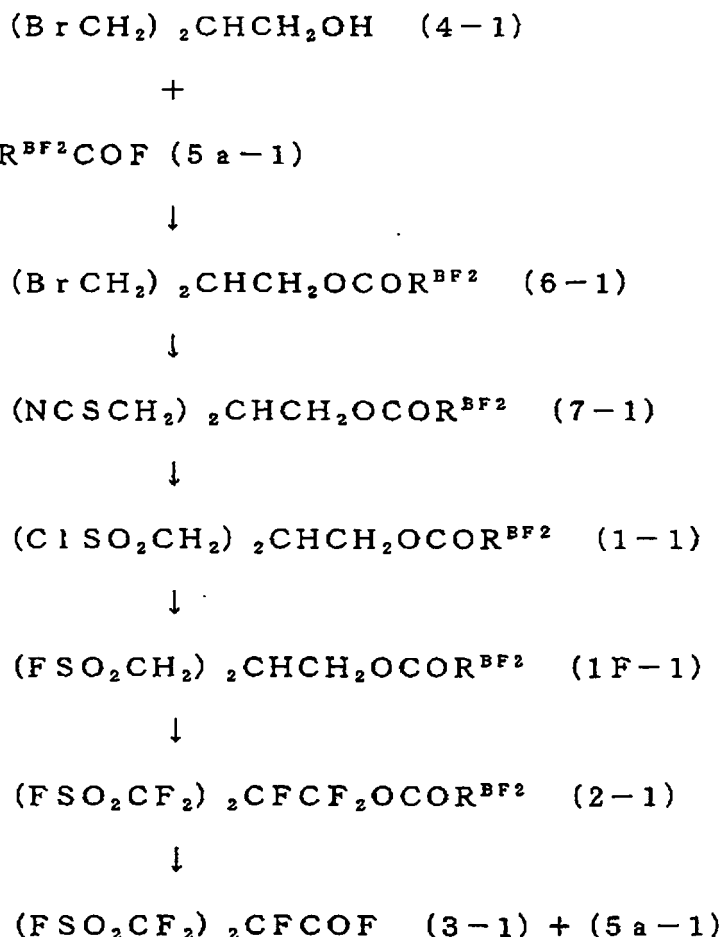 (BrCH₂)₂CHCH₂OH (4-1)
+
R^BF2COF (5a-1)
↓
(BrCH₂)₂CHCH₂OCOR^BF2 (6-1)
↓
(NCSCH₂)₂CHCH₂OCOR^BF2 (7-1)
↓
(ClSO₂CH₂)₂CHCH₂OCOR^BF2 (1-1)
↓
(FSO₂CH₂)₂CHCH₂OCOR^BF2 (1F-1)
↓
(FSO₂CF₂)₂CFCF₂OCOR^BF2 (2-1)
↓
(FSO₂CF₂)₂CFCOF (3-1) + (5a-1)